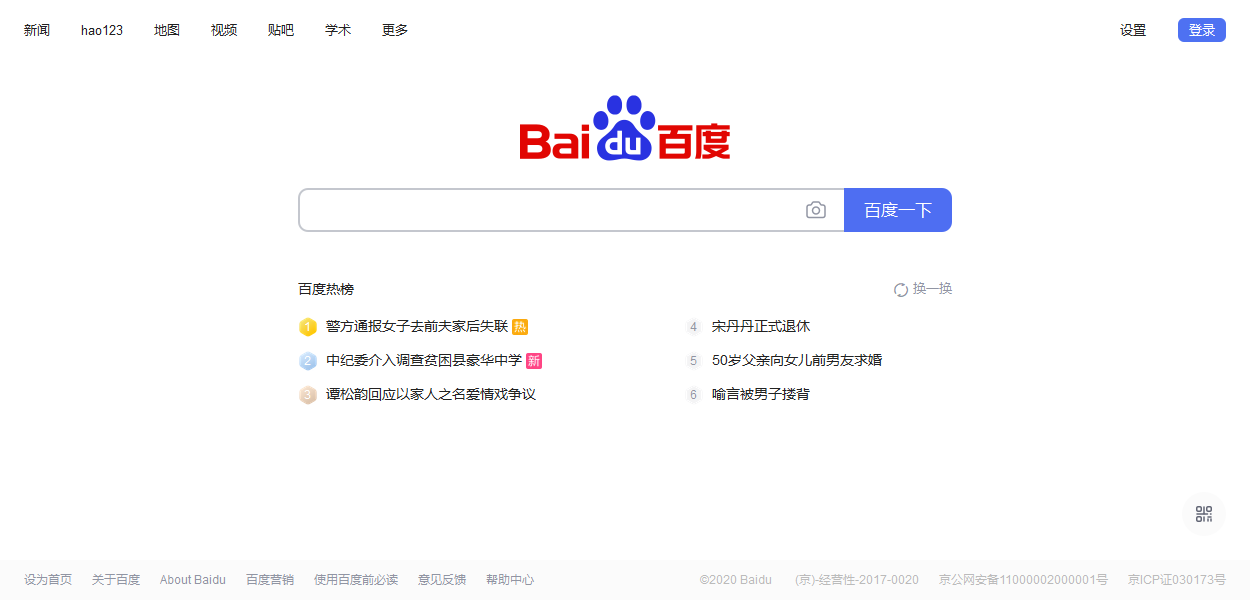 新闻 hao123 地图 视频 贴吧 学术 更多 设置 登录
Bai du 百度
百度一下
百度热榜 换一换
1 警方通报女子去前夫家后失联 热 4 宋丹丹正式退休
2 中纪委介入调查贫困县豪华中学 新 5 50岁父亲向女儿前男友求婚
3 谭松韵回应以家人之名爱情戏争议 6 喻言被男子搂背
设为首页 关于百度 About Baidu 百度营销 使用百度前必读 意见反馈 帮助中心 ©2020 Baidu (京)-经营性-2017-0020 京公网安备11000002000001号 京ICP证030173号